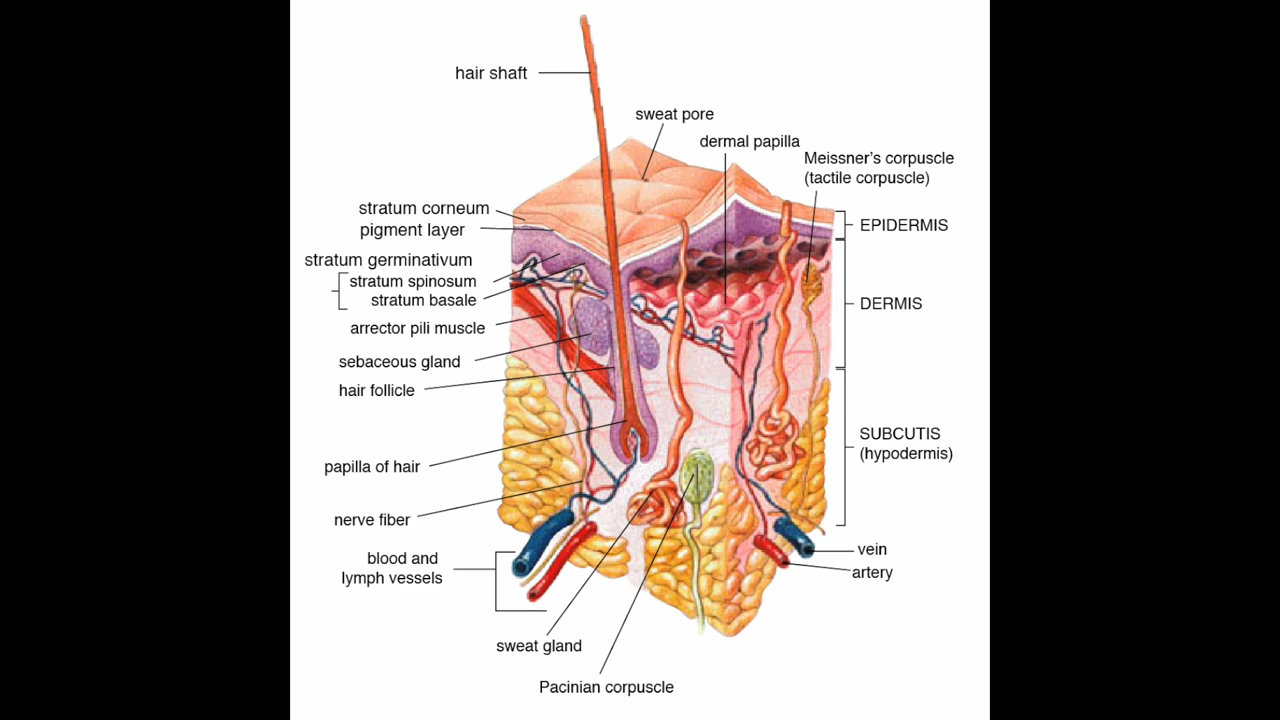 hair shaft
sweat pore
dermal papilla
Meissner's corpuscle
(tactile corpuscle)
stratum corneum
pigment layer
EPIDERMIS
stratum germinativum
stratum spinosum
stratum basale
DERMIS
arrector pili muscle
sebaceous gland
hair follicle
SUBCUTIS
(hypodermis)
papilla of hair
nerve fiber
blood and
lymph vessels
vein
artery
sweat gland
Pacinian corpuscle